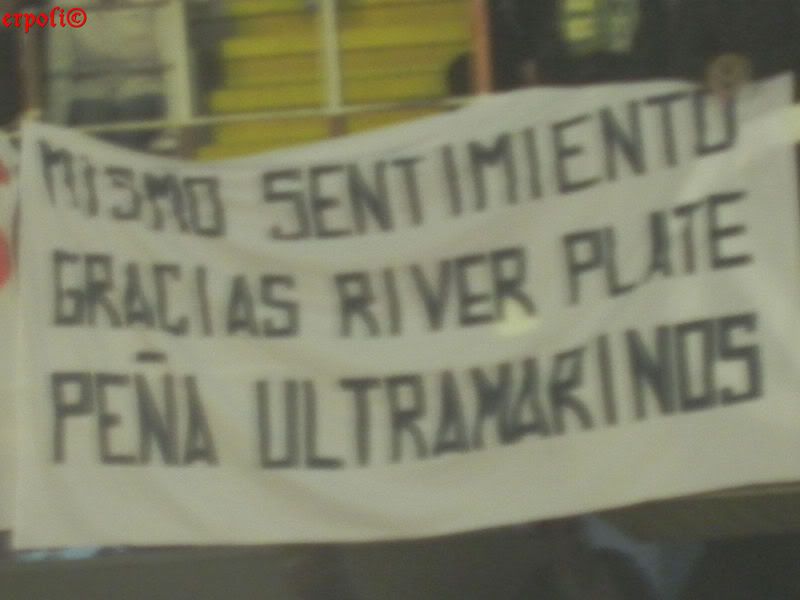 erpoli©
MISMO SENTIMIENTO
GRACIAS RIVER PLATE
PEÑA ULTRAMARINOS